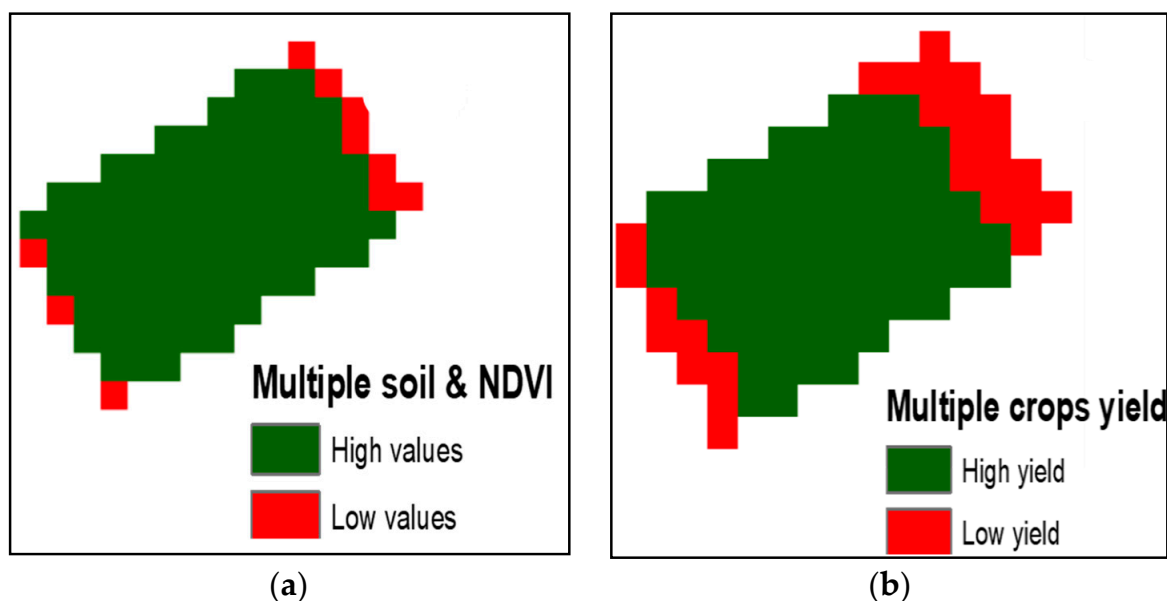 Multiple soil & NDVI
High values
Low values
(a)
Multiple crops yield
High yield
Low yield
(b)